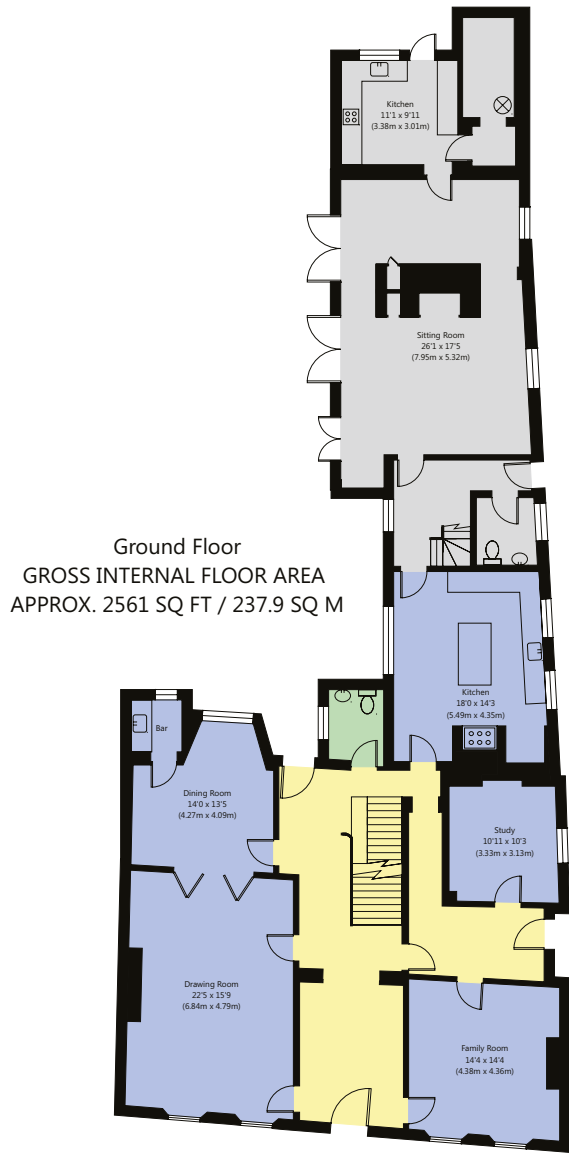 Kitchen
11'1 x 9'11
(3.38m x 3.01m)
Sitting Room
26'1 x 17'5
(7.95m x 5.32m)
Ground Floor
GROSS INTERNAL FLOOR AREA
APPROX. 2561 SQ FT / 237.9 SQ M
Kitchen
18'0 x 14'3
(5.49m x 4.35m)
Bar
Dining Room
14'0 x 13'5
(4.27m x 4.09m)
Study
10'11 x 10'3
(3.33m x 3.13m)
Drawing Room
22'5 x 15'9
(6.84m x 4.79m)
Family Room
14'4 x 14'4
(4.38m x 4.36m)